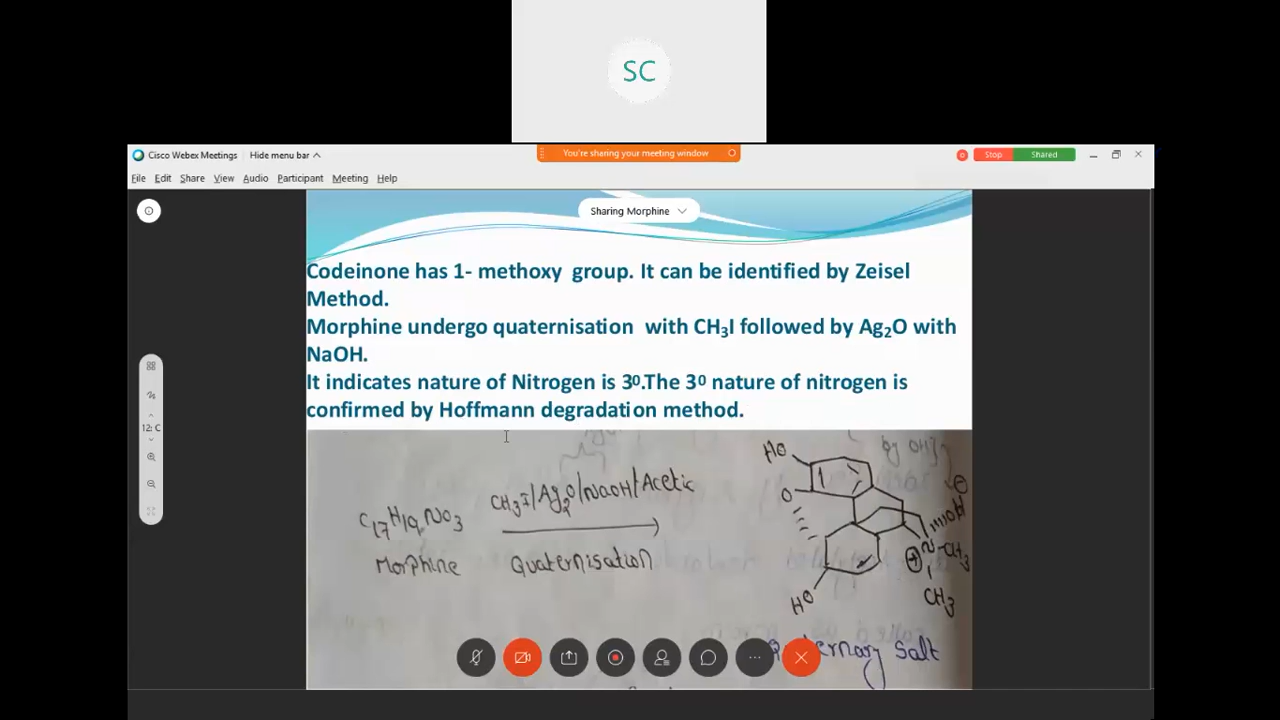 SC
Cisco Webex Meetings Hide menu bar
You're sharing your meeting window
Stop Shared
File Edit Share View Audio Participant Meeting Help
Sharing Morphine
Codeinone has 1- methoxy group. It can be identified by Zeisel
Method.
Morphine undergo quaternisation with CH₃I followed by Ag₂O with
NaOH.
It indicates nature of Nitrogen is 3⁰.The 3⁰ nature of nitrogen is
confirmed by Hoffmann degradation method.
12: C
HO
O
CH₃I/Ag₂O/NaOH/Acetic
C₁₇H₁₉NO₃
OH
N-CH₃
Morphine
Quaternisation
CH₃
HO
Salt